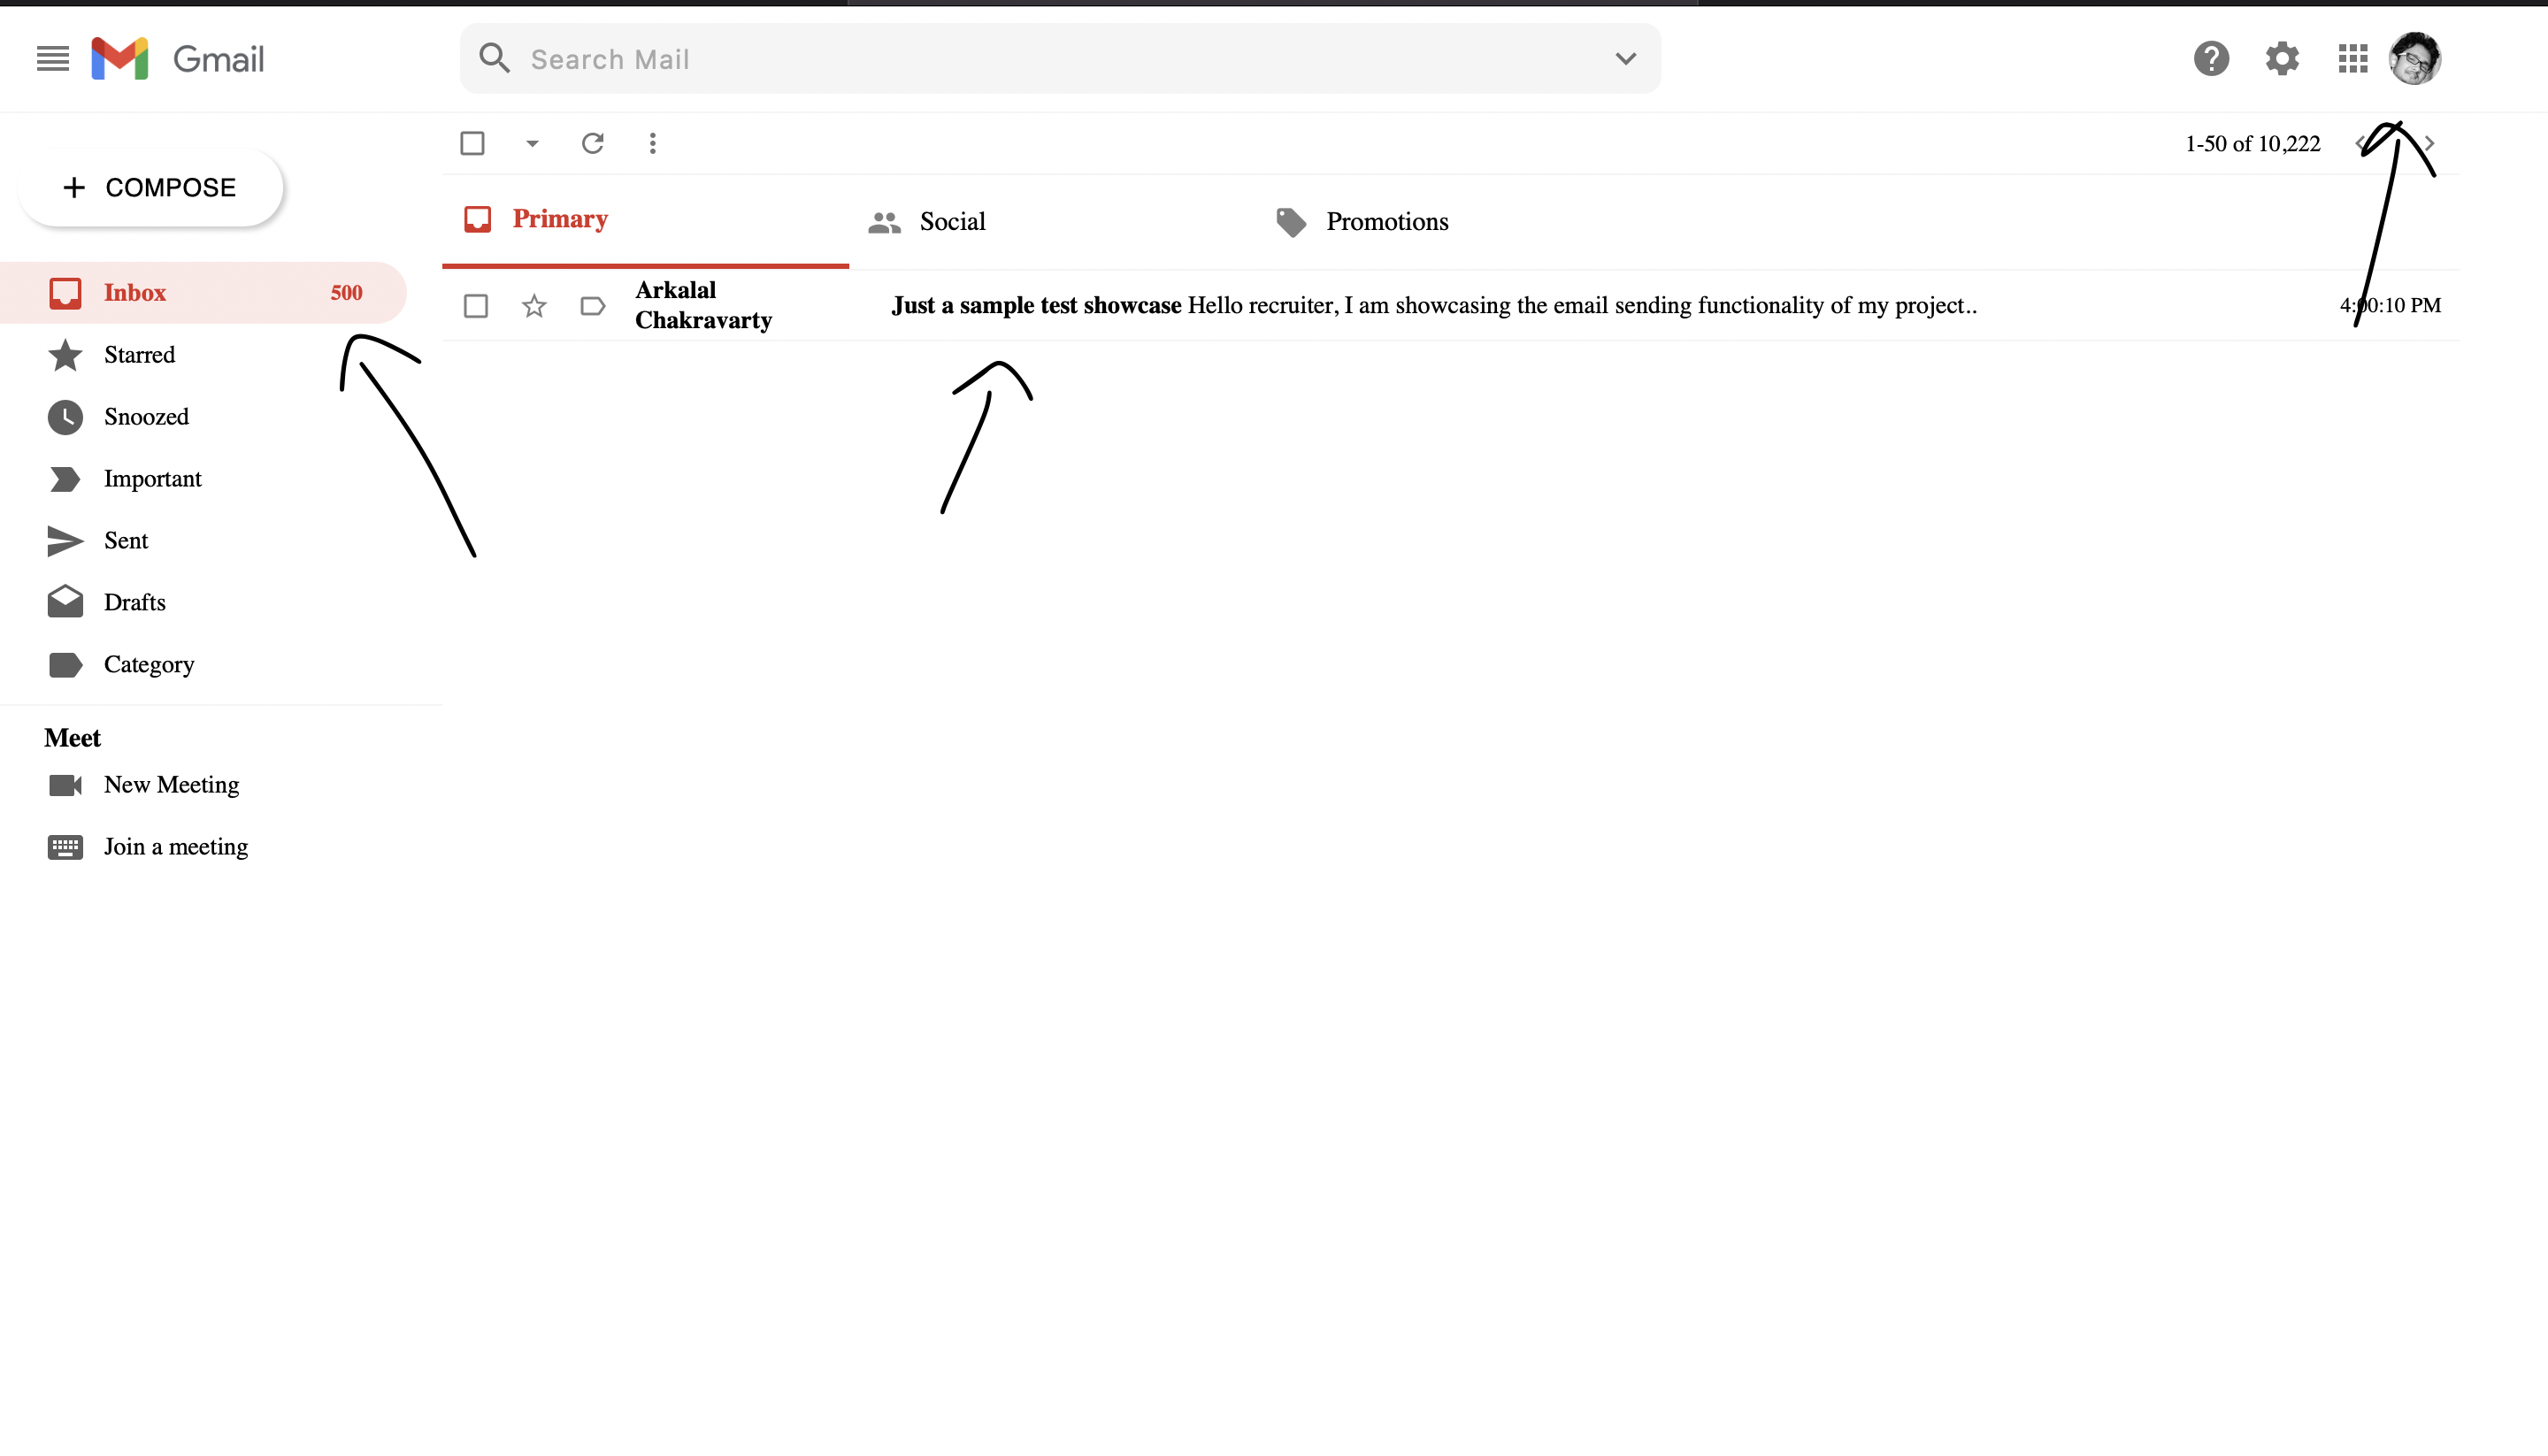 Gmail
Search Mail
COMPOSE
1-50 of 10,222
Primary
Social
Promotions
Inbox 500
Arkalal
Chakravarty
Just a sample test showcase Hello recruiter, I am showcasing the email sending functionality of my project..
4:00:10 PM
Starred
Snoozed
Important
Sent
Drafts
Category
Meet
New Meeting
Join a meeting